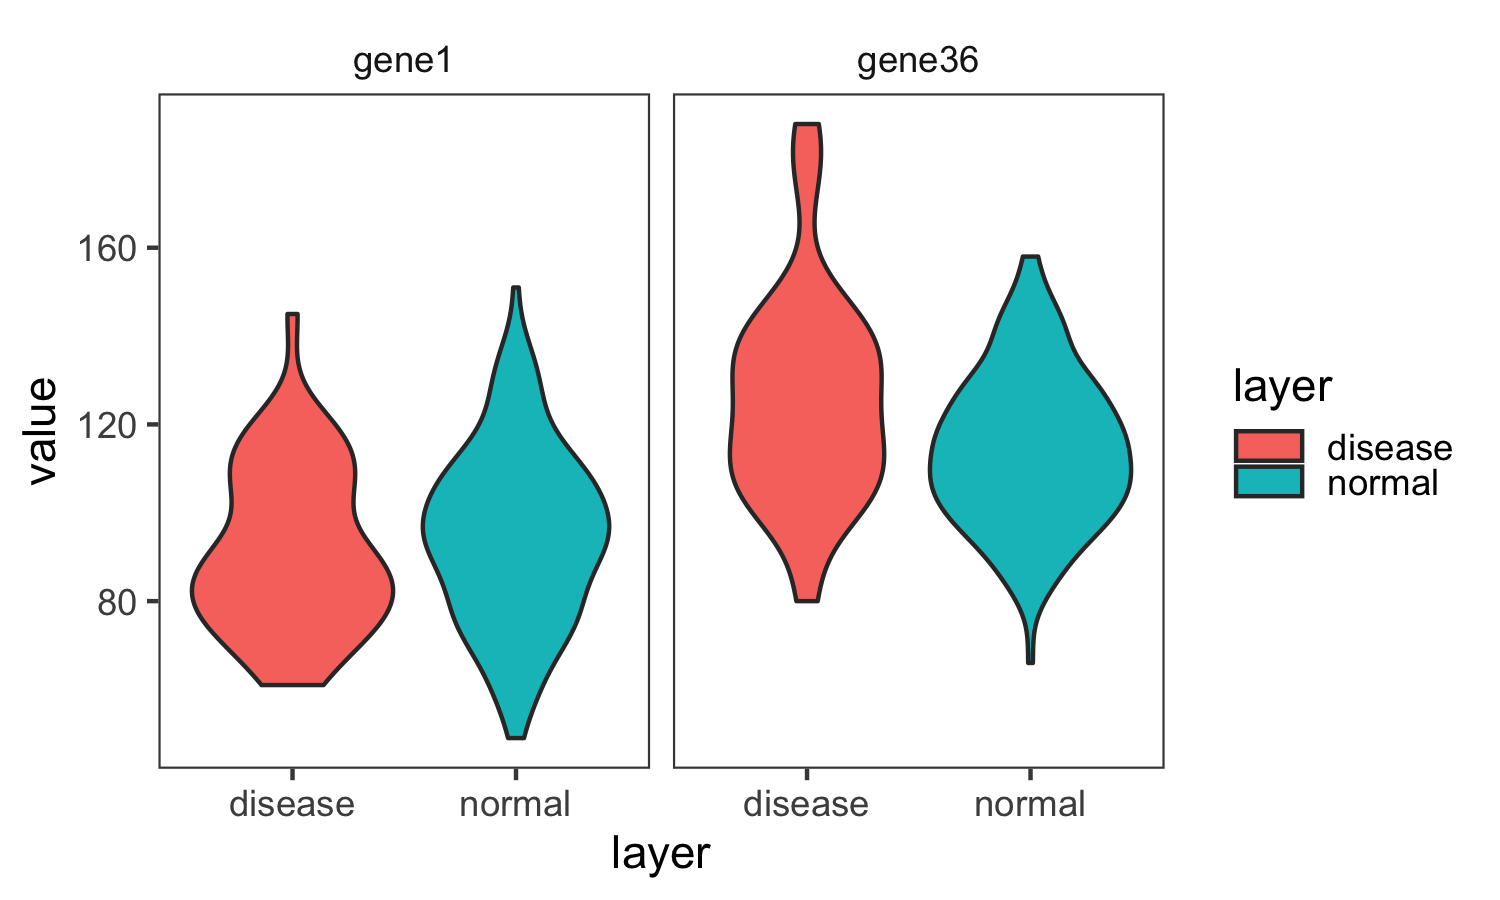 gene1
gene36
value
160
120
80
disease
normal
disease
normal
layer
layer
disease
normal